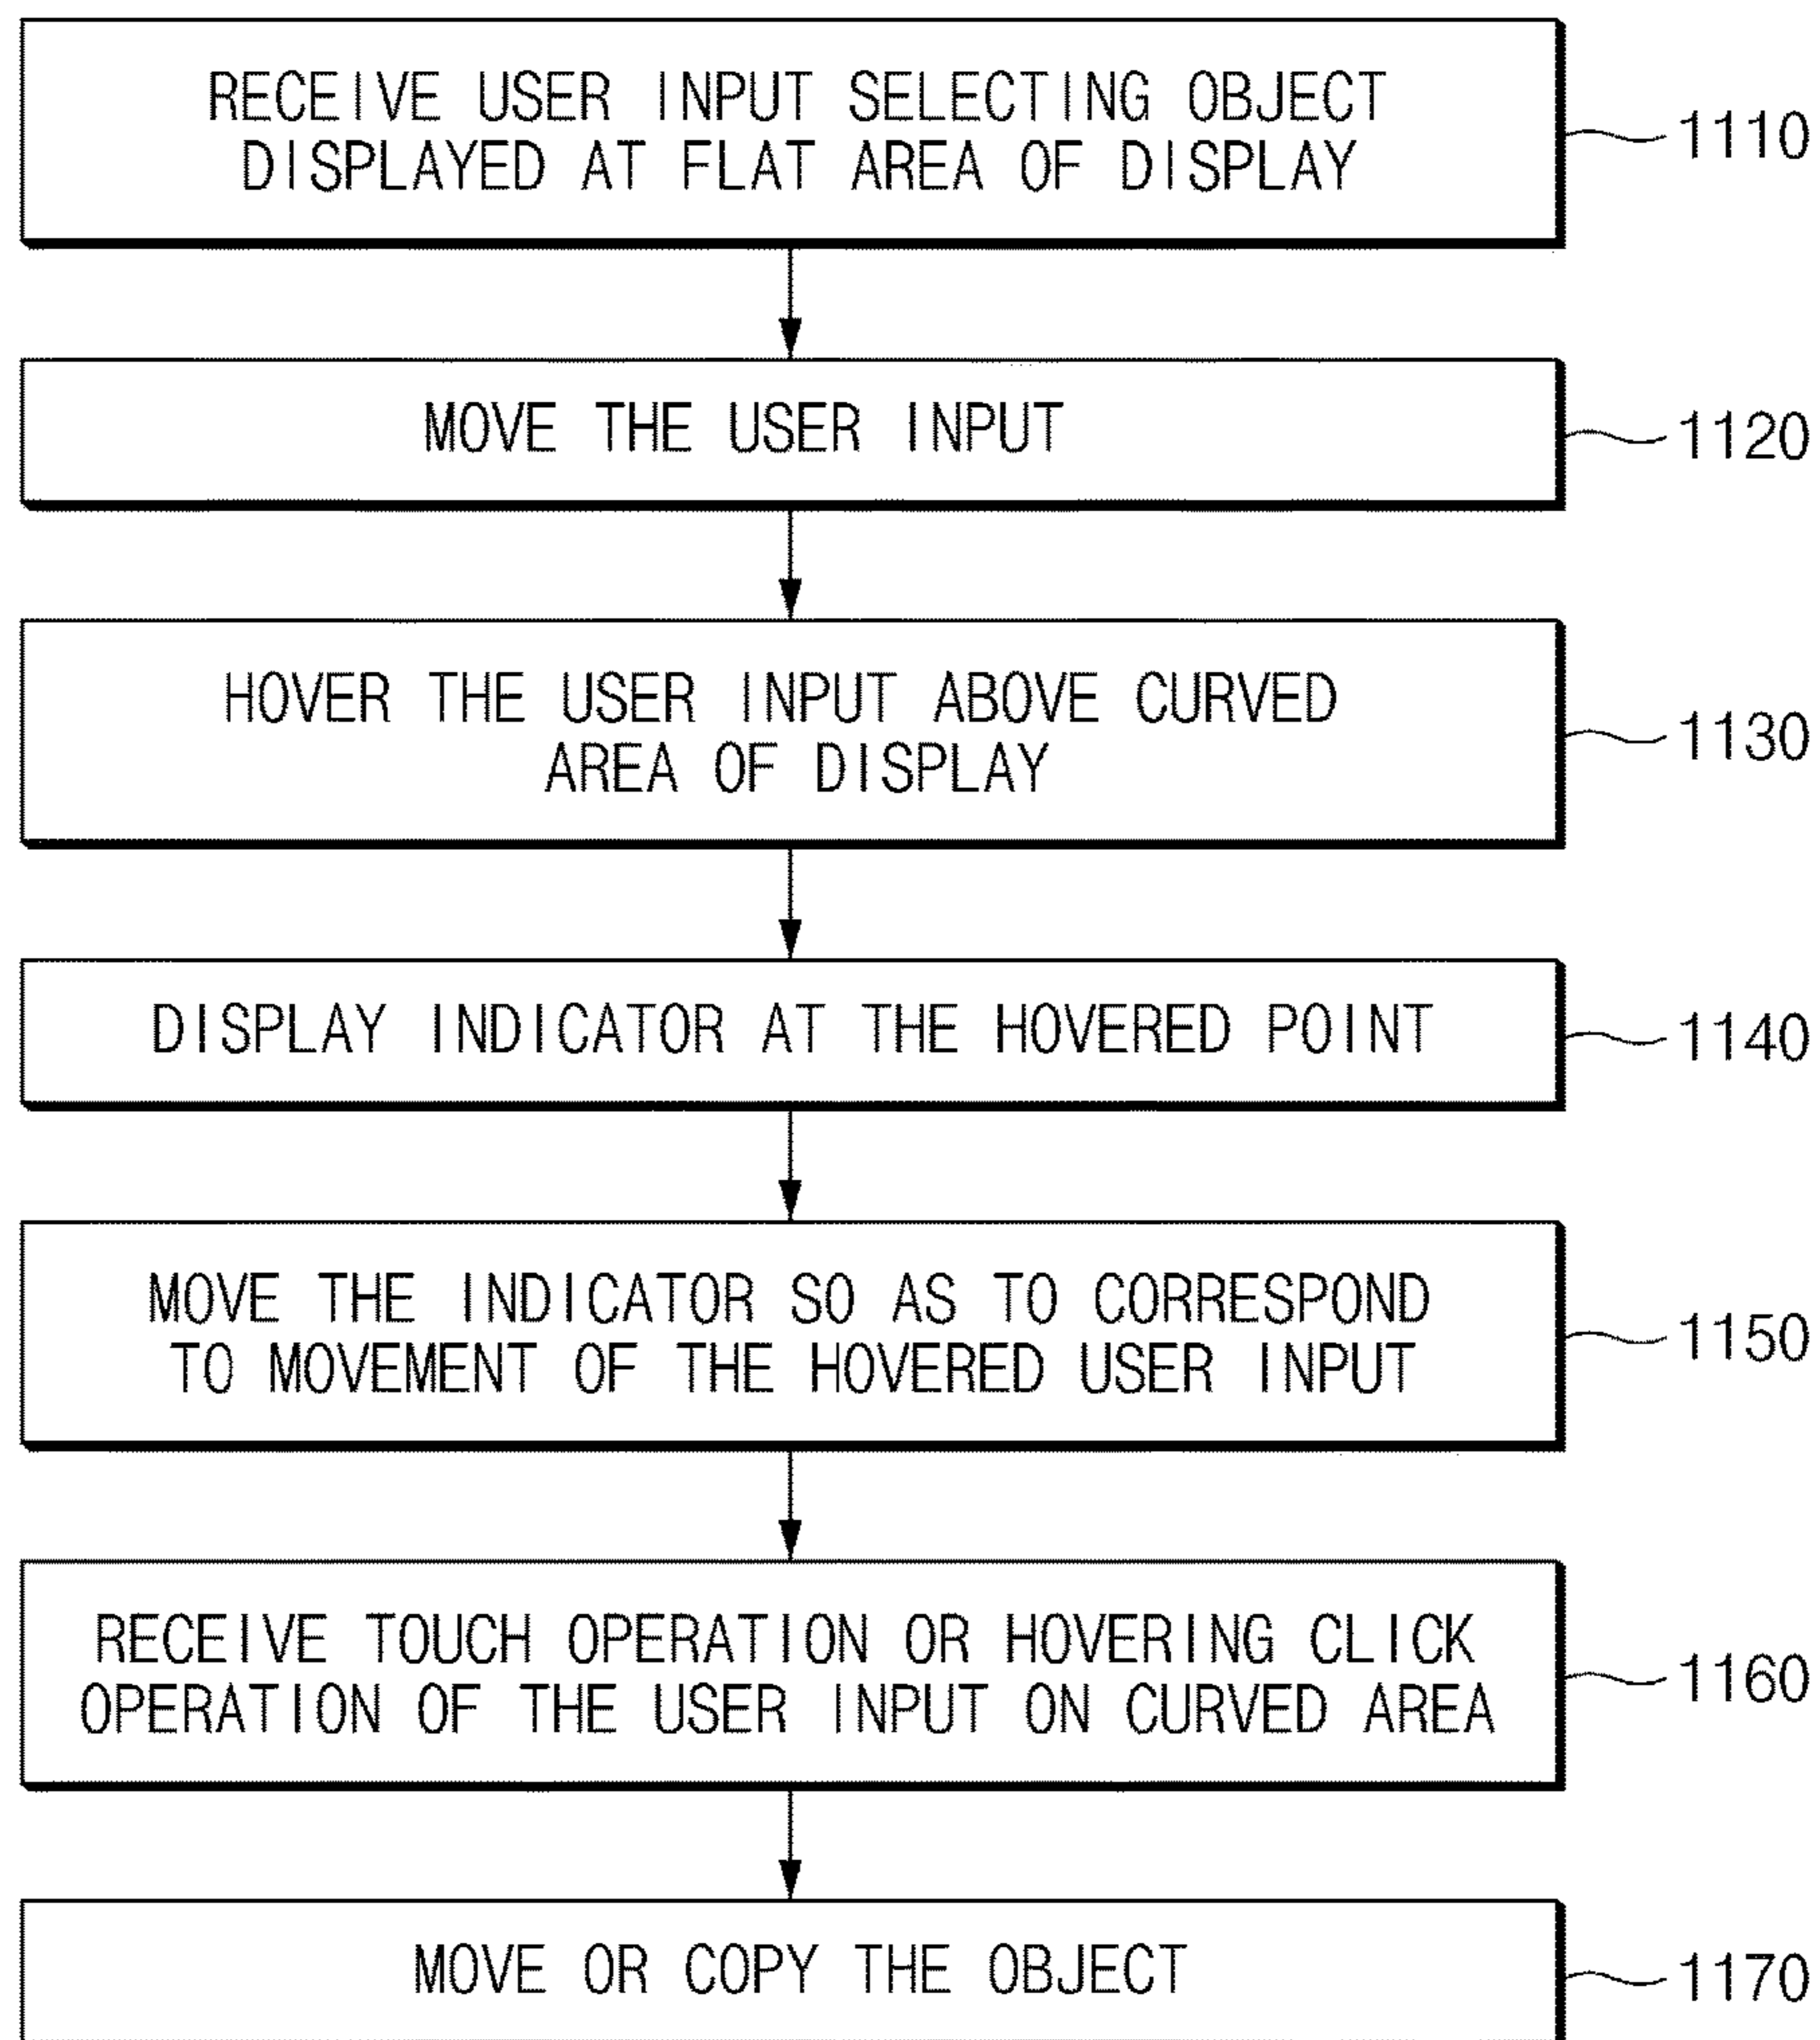 RECEIVE USER INPUT SELECTING OBJECT
DISPLAYED AT FLAT AREA OF DISPLAY
1110
MOVE THE USER INPUT
1120
HOVER THE USER INPUT ABOVE CURVED
AREA OF DISPLAY
1130
DISPLAY INDICATOR AT THE HOVERED POINT
1140
MOVE THE INDICATOR SO AS TO CORRESPOND
TO MOVEMENT OF THE HOVERED USER INPUT
1150
RECEIVE TOUCH OPERATION OR HOVERING CLICK
OPERATION OF THE USER INPUT ON CURVED AREA
1160
MOVE OR COPY THE OBJECT
1170